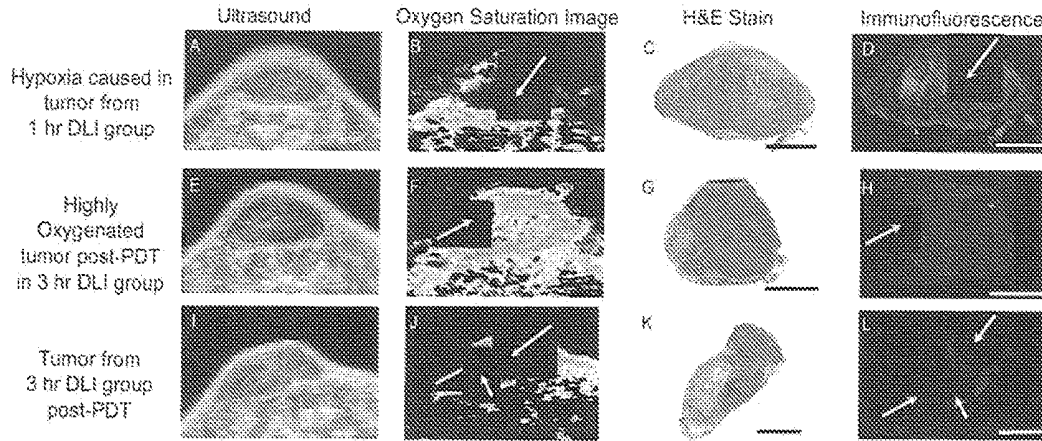 Ultrasound Oxygen Saturation Image H&E Stain Immunofluorescence
A B C D
Hypoxia caused in
tumor from
1 hr DLI group
E F G H
Highly
Oxygenated
tumor post-PDT
in 3 hr DLI group
I J K L
Tumor from
3 hr DLI group
post-PDT